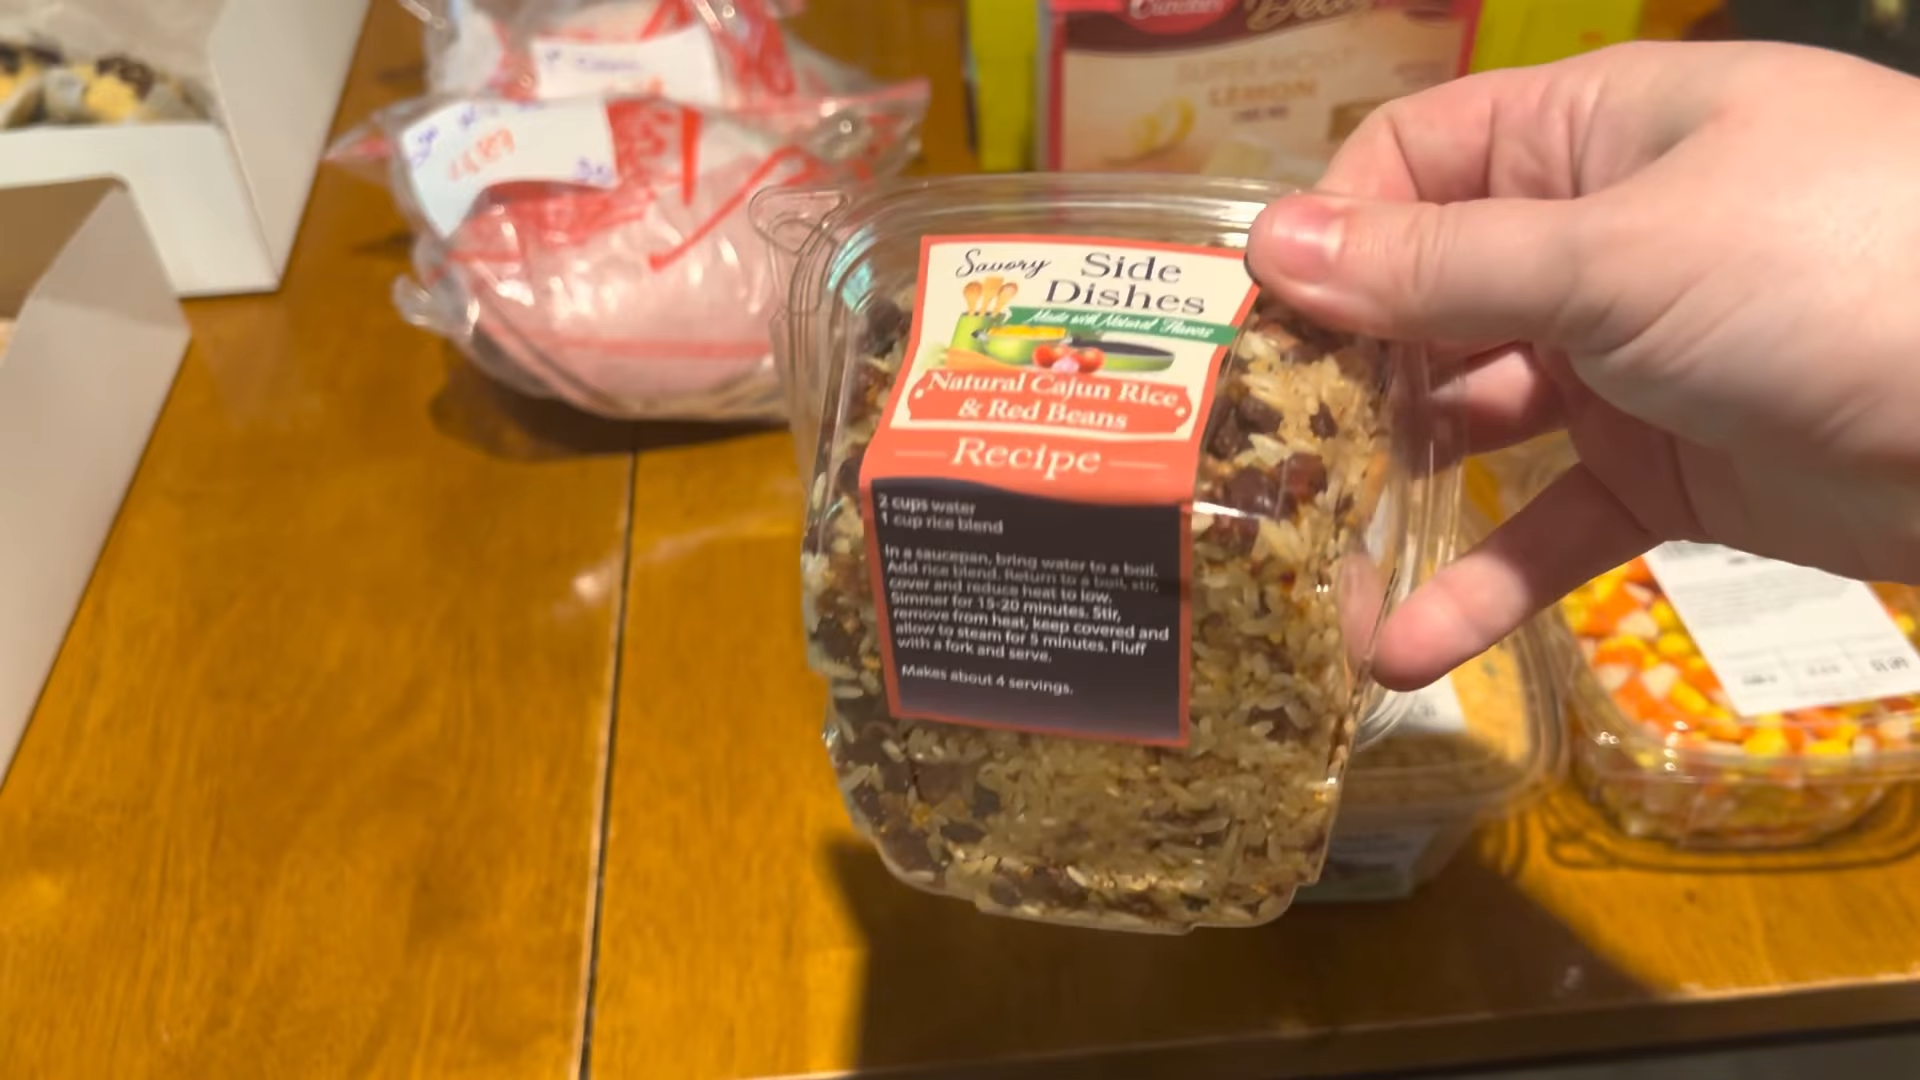 SUPER MOIST
LEMON
Savory Side
Dishes
Made with Natural Flavors
Natural Cajun Rice
& Red Beans
Recipe
2 cups water
1 cup rice blend
In a saucepan, bring water to a boil.
Add rice blend. Return to a boil, stir,
cover and reduce heat to low.
Simmer for 15-20 minutes. Stir,
remove from heat, keep covered and
allow to steam for 5 minutes. Fluff
with a fork and serve.
Makes about 4 servings.